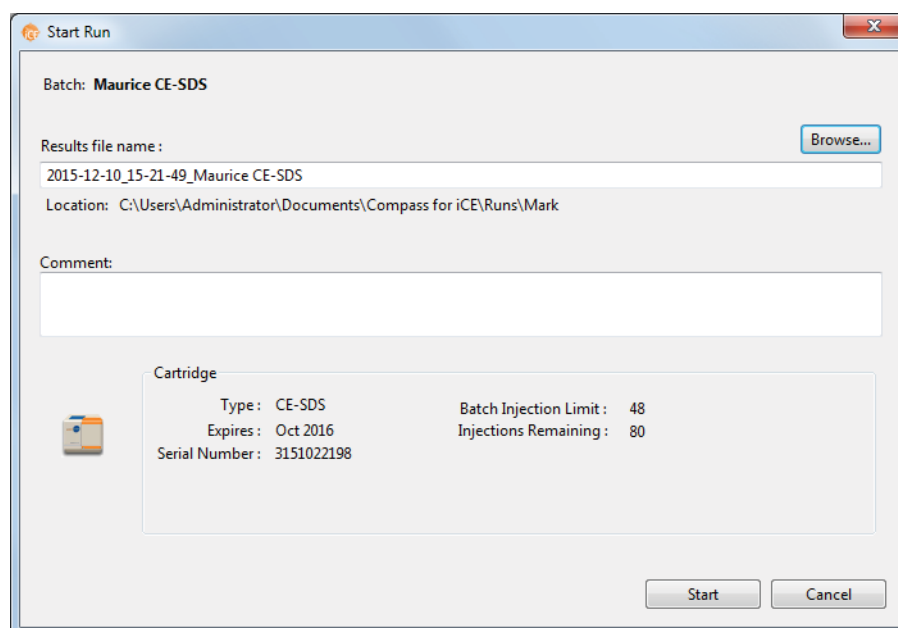 iCE Start Run
Batch: Maurice CE-SDS
Browse...
Results file name :
2015-12-10_15-21-49_Maurice CE-SDS
Location: C:\Users\Administrator\Documents\Compass for iCE\Runs\Mark
Comment:
Cartridge
Type : CE-SDS
Batch Injection Limit : 48
Expires : Oct 2016
Injections Remaining : 80
Serial Number : 3151022198
Start
Cancel